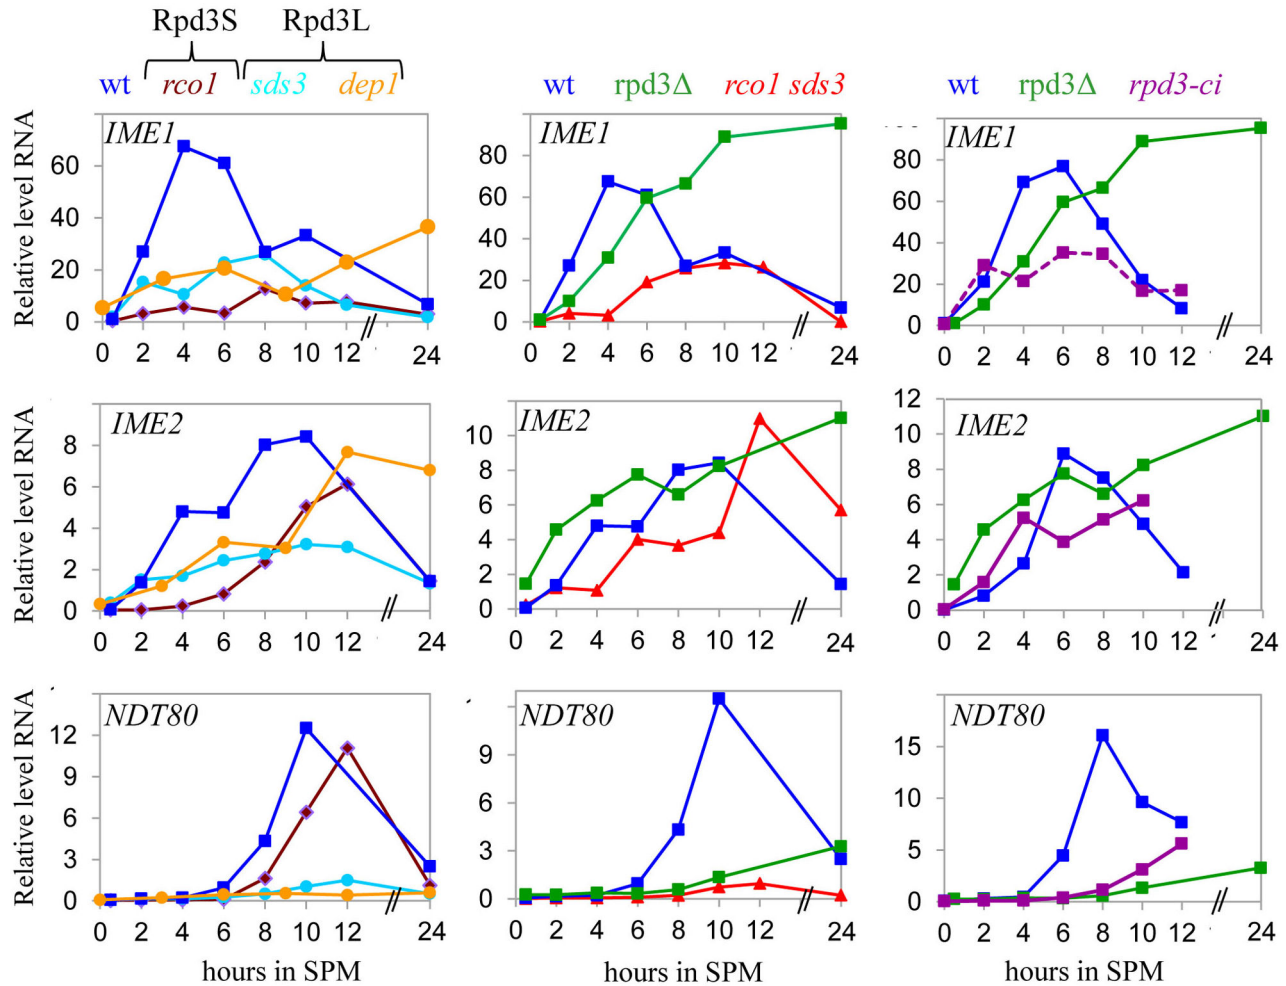 Rpd3S Rpd3L
wt rco1 sds3 dep1 wt rpd3Δ rco1 sds3 wt rpd3Δ rpd3-ci
IME1
Relative level RNA
60
40
20
0
0 2 4 6 8 10 12 // 24
IME1
80
60
40
20
0
0 2 4 6 8 10 12 // 24
IME1
80
60
40
20
0
0 2 4 6 8 10 12 // 24
IME2
Relative level RNA
8
6
4
2
0
0 2 4 6 8 10 12 // 24
IME2
10
8
6
4
2
0
0 2 4 6 8 10 12 // 24
IME2
12
10
8
6
4
2
0
0 2 4 6 8 10 12 // 24
NDT80
Relative level RNA
12
9
6
3
0
0 2 4 6 8 10 12 // 24
hours in SPM
NDT80
9
6
3
0
0 2 4 6 8 10 12 // 24
hours in SPM
NDT80
15
10
5
0
0 2 4 6 8 10 12 // 24
hours in SPM